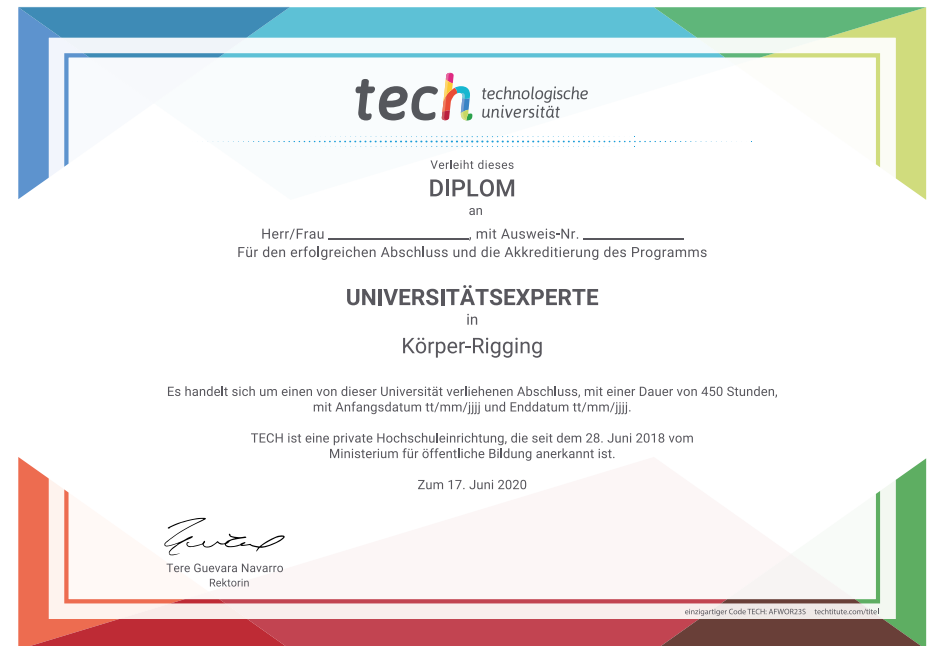 tech technologische
universität
Verleiht dieses
DIPLOM
an
Herr/Frau ____________________, mit Ausweis-Nr. ______________
Für den erfolgreichen Abschluss und die Akkreditierung des Programms
UNIVERSITÄTSEXPERTE
in
Körper-Rigging
Es handelt sich um einen von dieser Universität verliehenen Abschluss, mit einer Dauer von 450 Stunden,
mit Anfangsdatum tt/mm/jjjj und Enddatum tt/mm/jjjj.
TECH ist eine private Hochschuleinrichtung, die seit dem 28. Juni 2018 vom
Ministerium für öffentliche Bildung anerkannt ist.
Zum 17. Juni 2020
Tere Guevara Navarro
Rektorin
einzigartiger Code TECH: AFWOR23S techtitute.com/titel